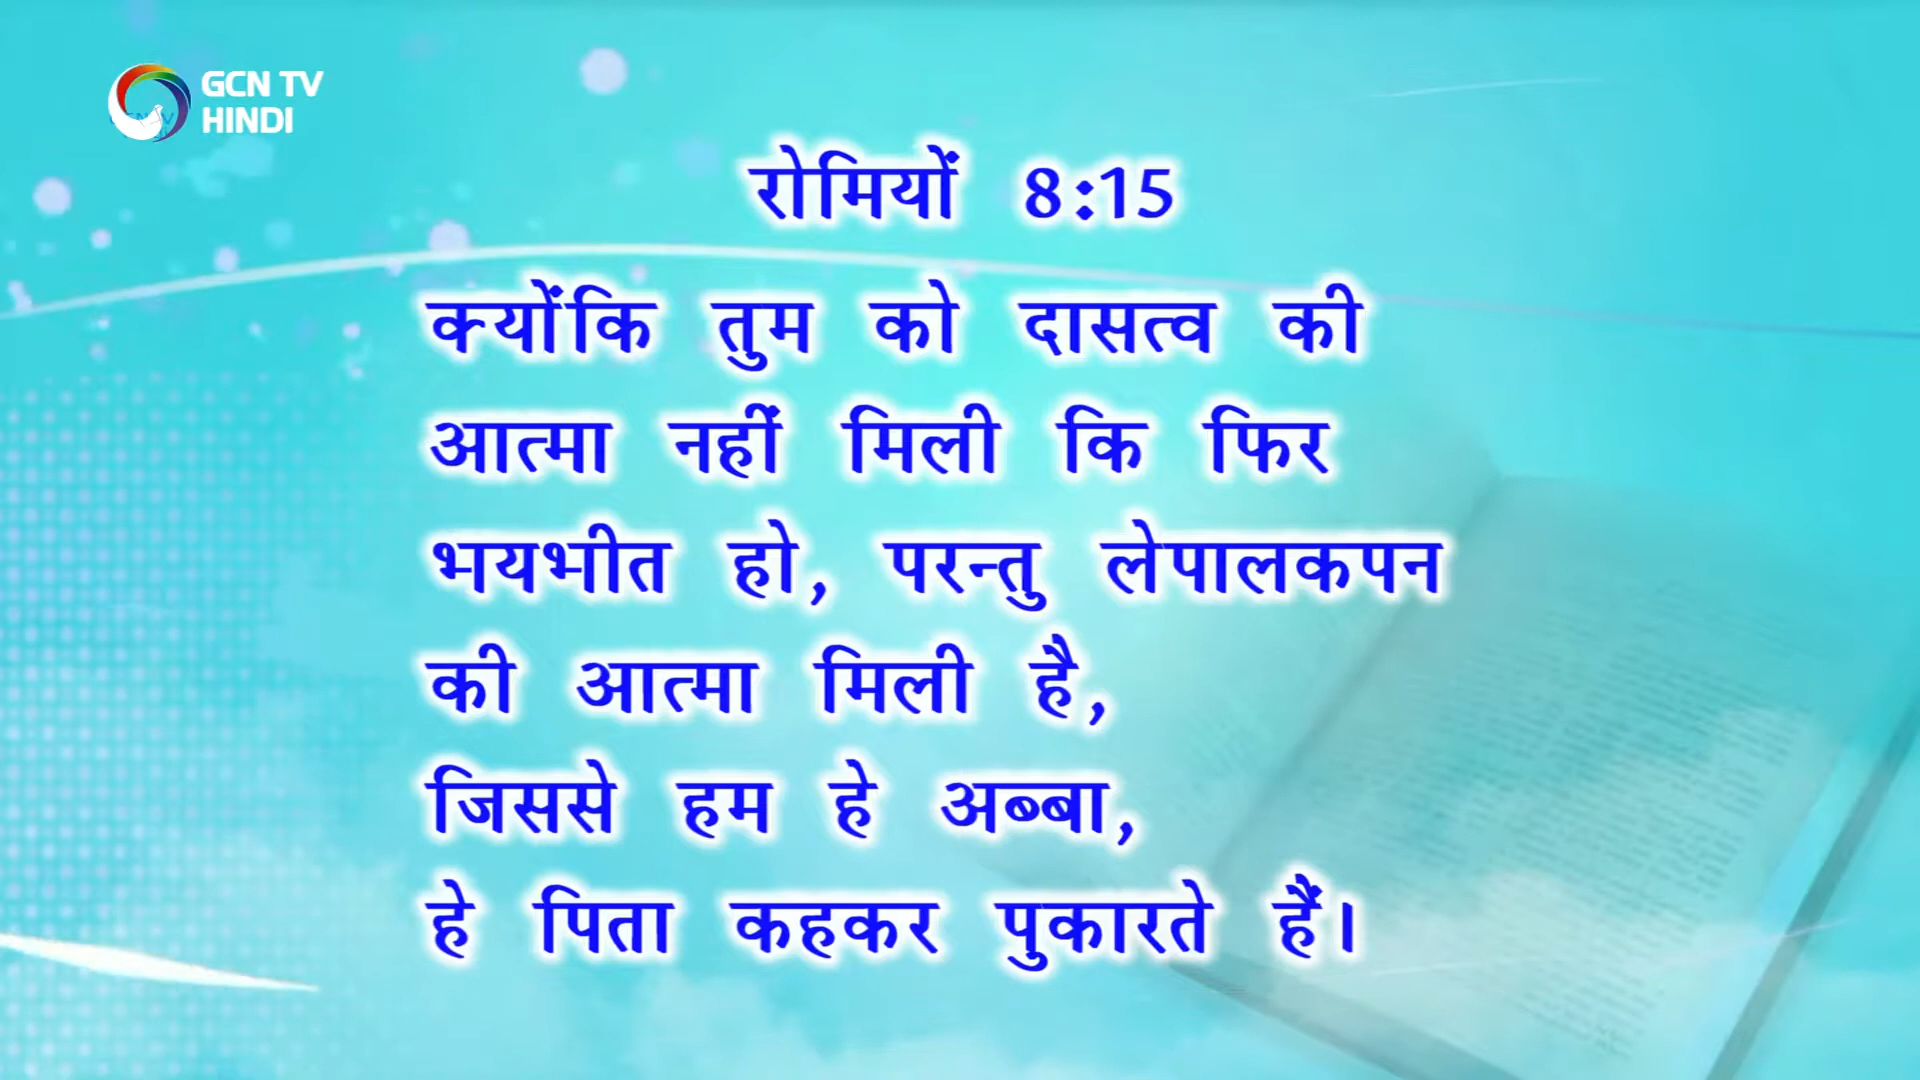 GCN TV
HINDI
रोमियों 8:15
क्योंकि तुम को दासत्व की
आत्मा नहीं मिली कि फिर
भयभीत हो, परन्तु लेपालकपन
की आत्मा मिली है,
जिससे हम हे अब्बा,
हे पिता कहकर पुकारते हैं।